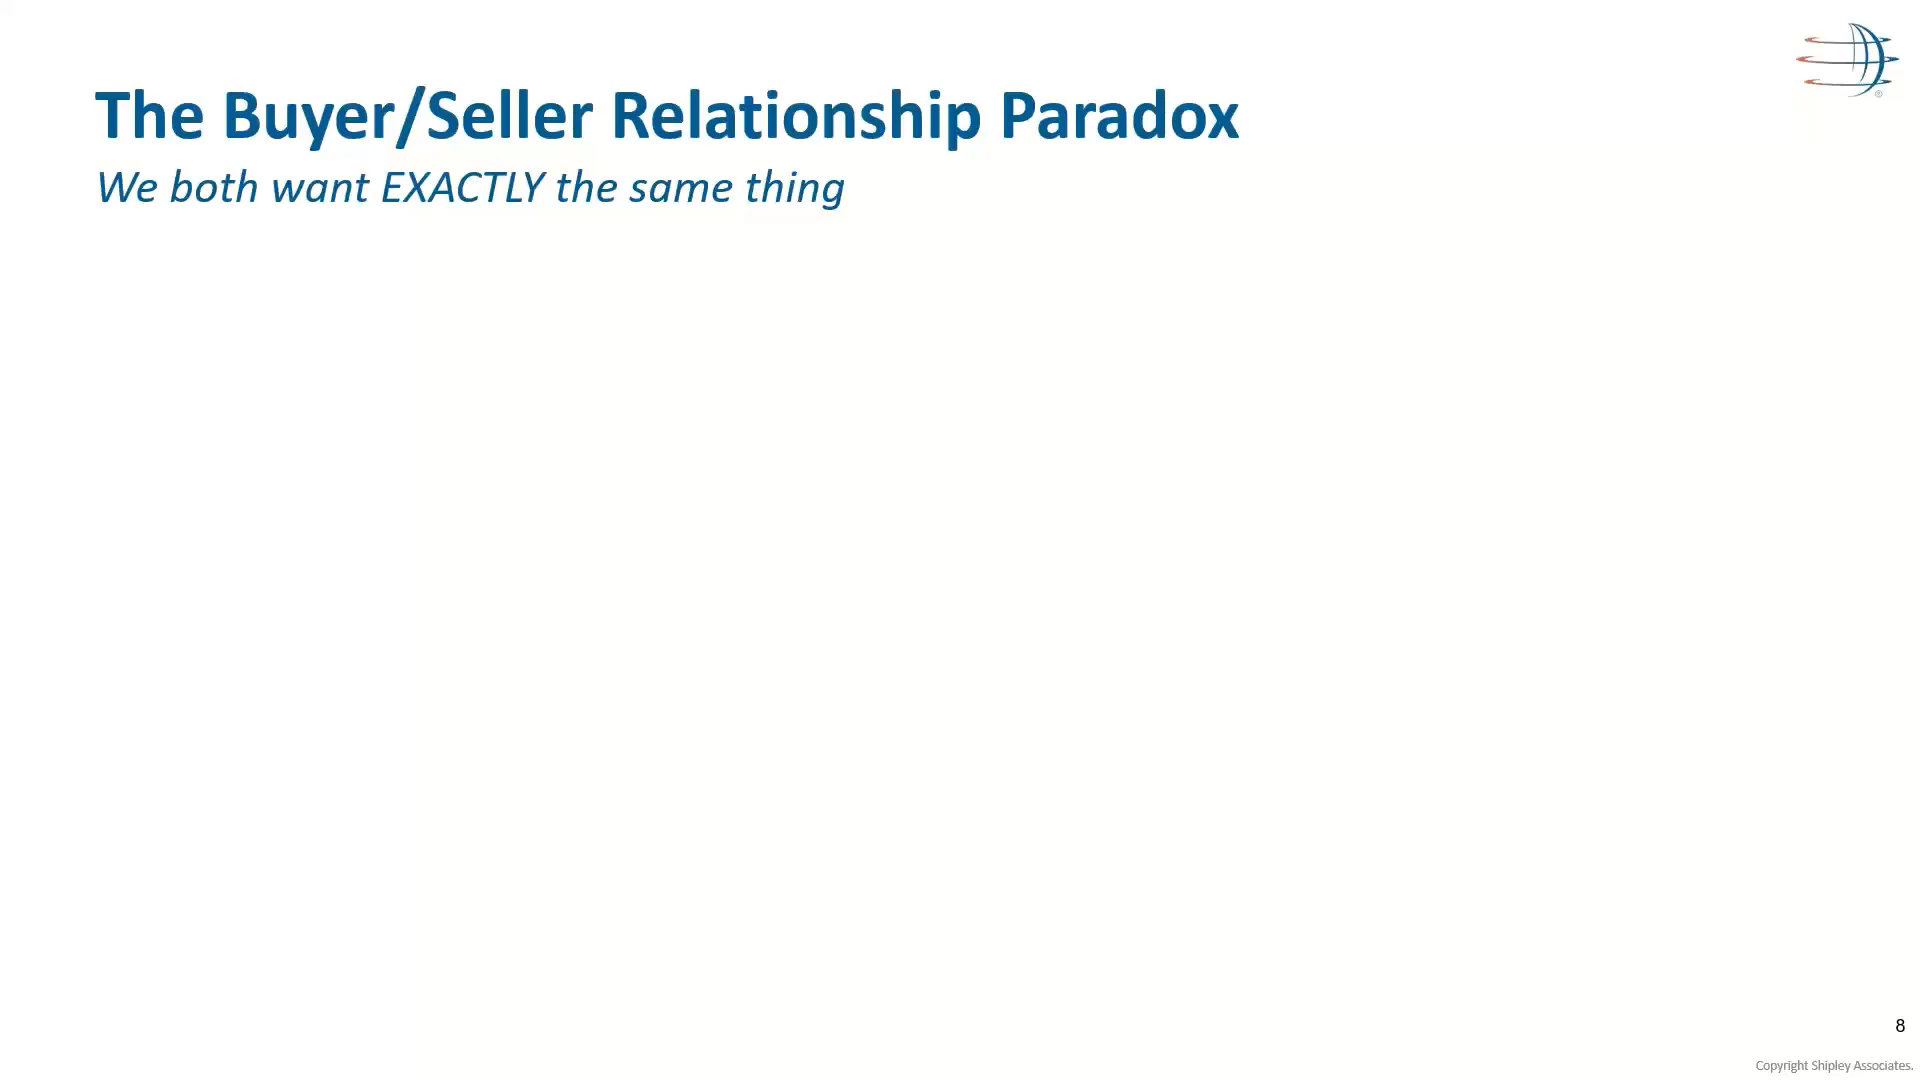 The Buyer/Seller Relationship Paradox
We both want EXACTLY the same thing
®
8
Copyright Shipley Associates.